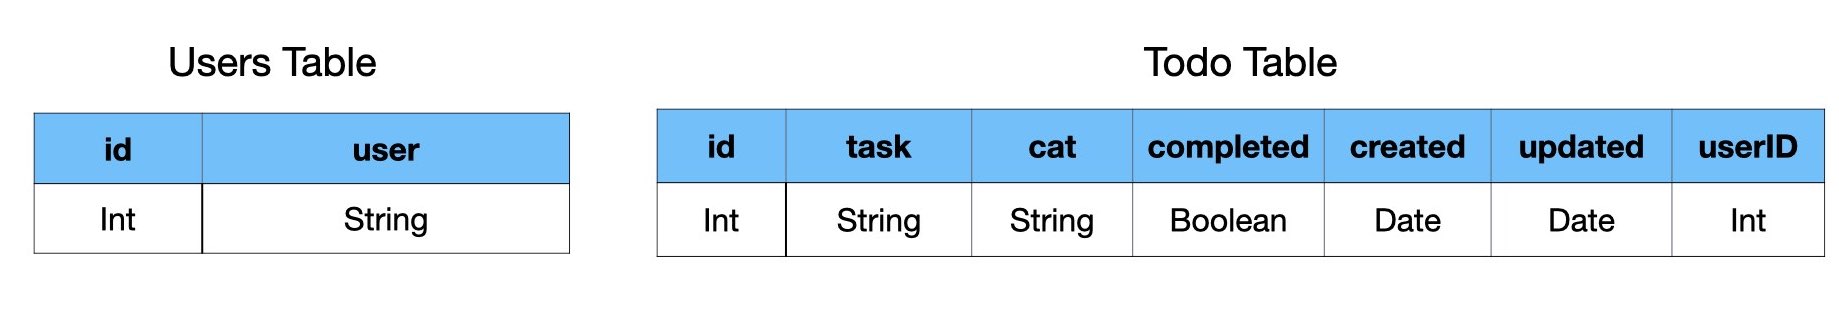 Users Table
id user
Int String
Todo Table
id task cat completed created updated userID
Int String String Boolean Date Date Int